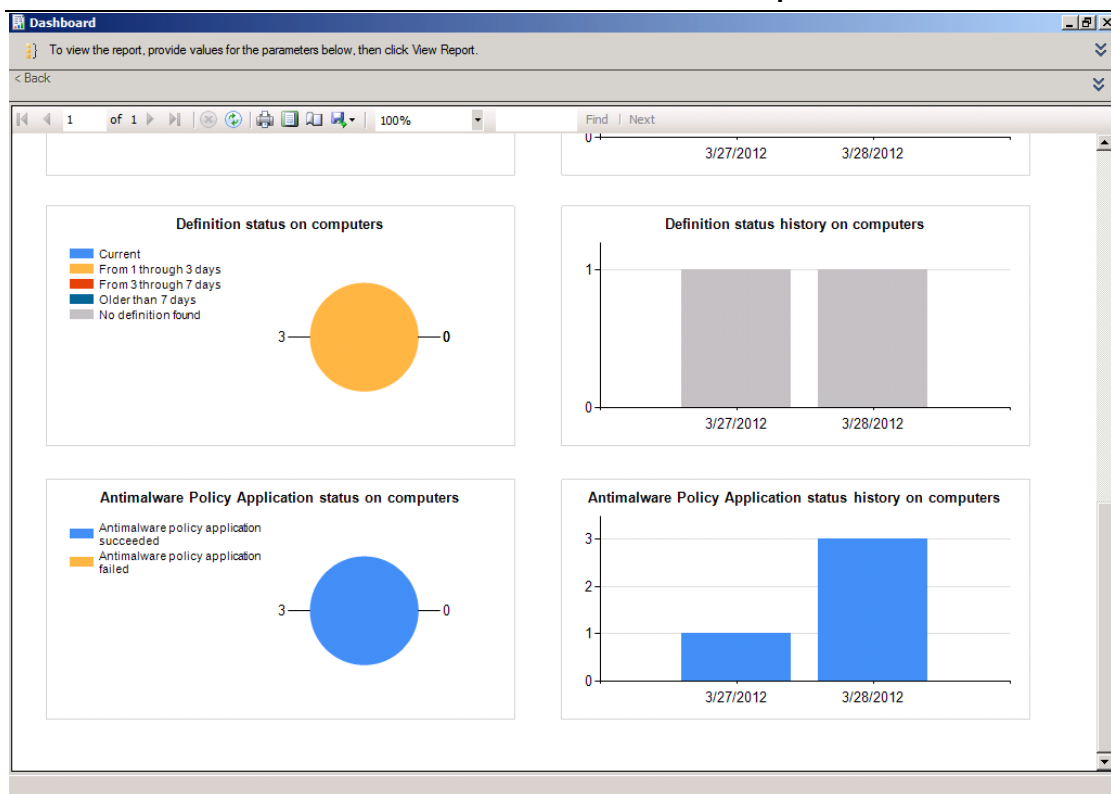 Dashboard
To view the report, provide values for the parameters below, then click View Report.
< Back
1 of 1 100% Find | Next
0
3/27/2012 3/28/2012
Definition status on computers
Current
From 1 through 3 days
From 3 through 7 days
Older than 7 days
No definition found
3 0
Definition status history on computers
1
0
3/27/2012 3/28/2012
Antimalware Policy Application status on computers
Antimalware policy application
succeeded
Antimalware policy application
failed
3 0
Antimalware Policy Application status history on computers
3
2
1
0
3/27/2012 3/28/2012